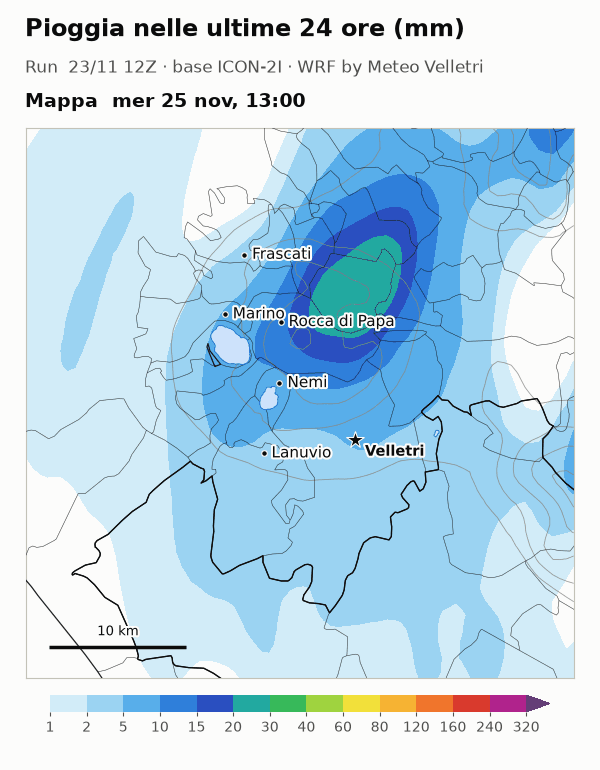 Pioggia nelle ultime 24 ore (mm)
Run  23/11 12Z · base ICON-2I · WRF by Meteo Velletri
Mappa  mer 25 nov, 13:00
Frascati
Marino
Rocca di Papa
Nemi
Velletri
Lanuvio
10 km
1 2 5 10 15 20 30 40 60 80 120 160 240 320